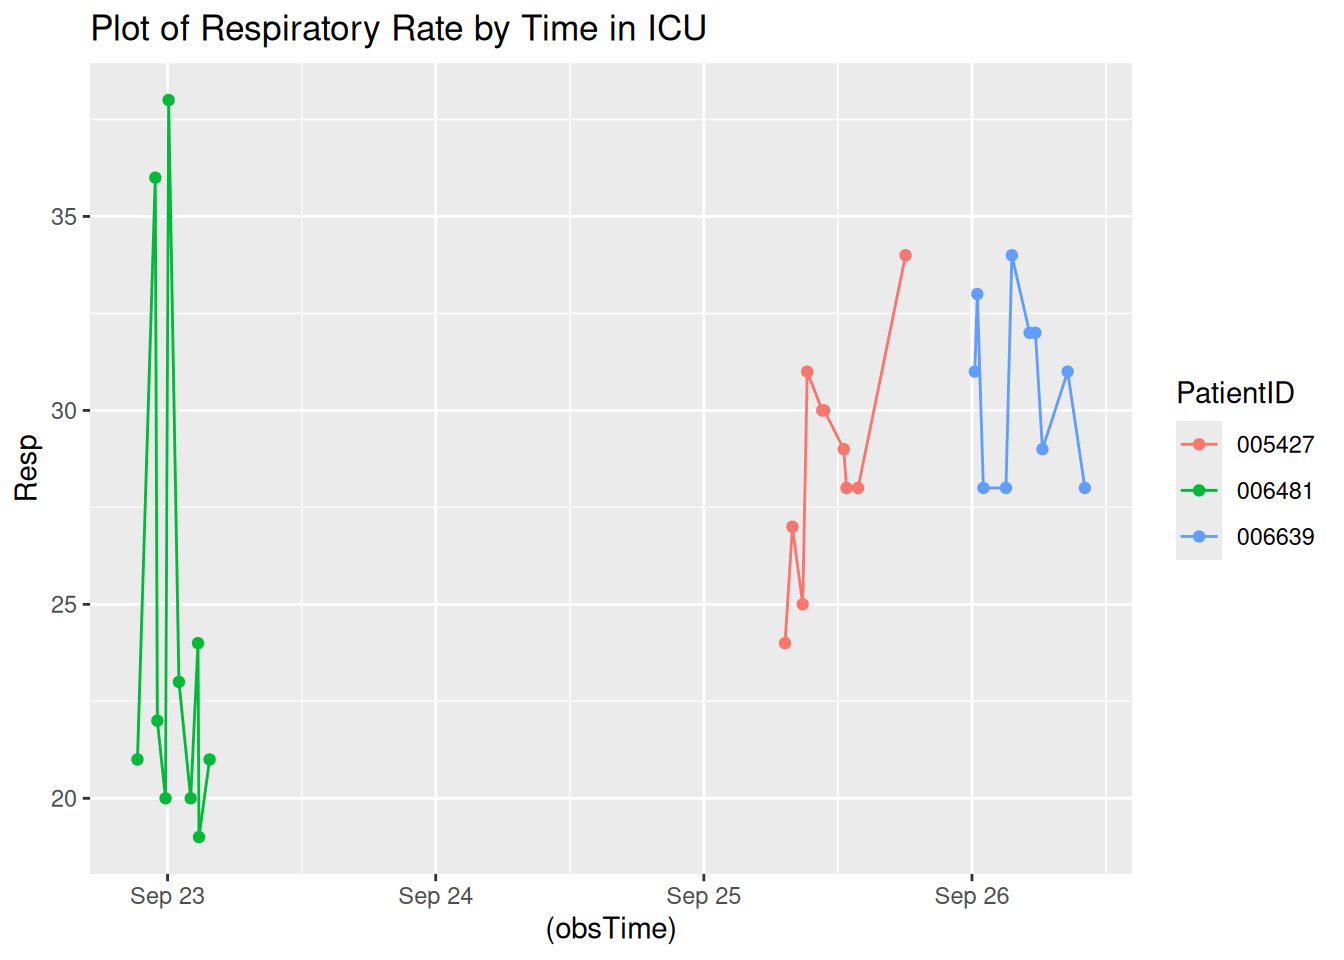 Plot of Respiratory Rate by Time in ICU
35
30
25
20
Resp
Sep 23
Sep 24
Sep 25
Sep 26
(obsTime)
PatientID
005427
006481
006639